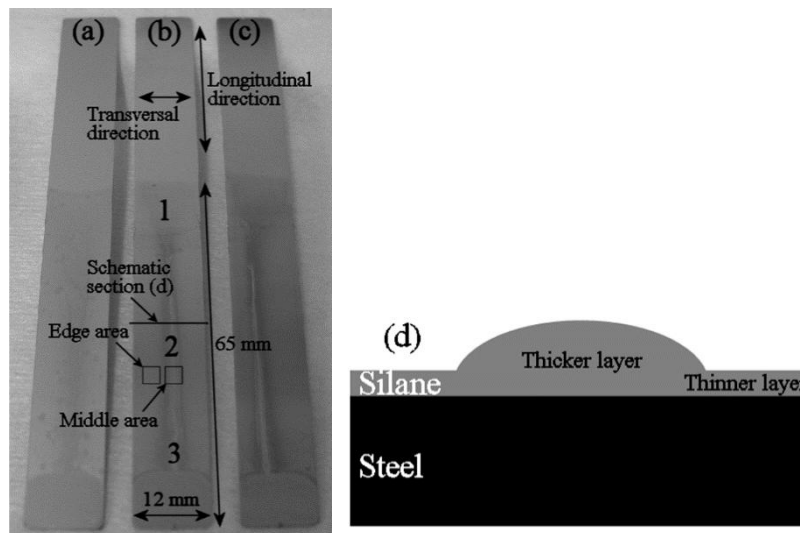 (a)
(b)
(c)
Longitudinal
direction
Transversal
direction
1
Schematic
section (d)
Edge area
2
65 mm
Middle area
3
12 mm
(d)
Thicker layer
Silane
Thinner layer
Steel